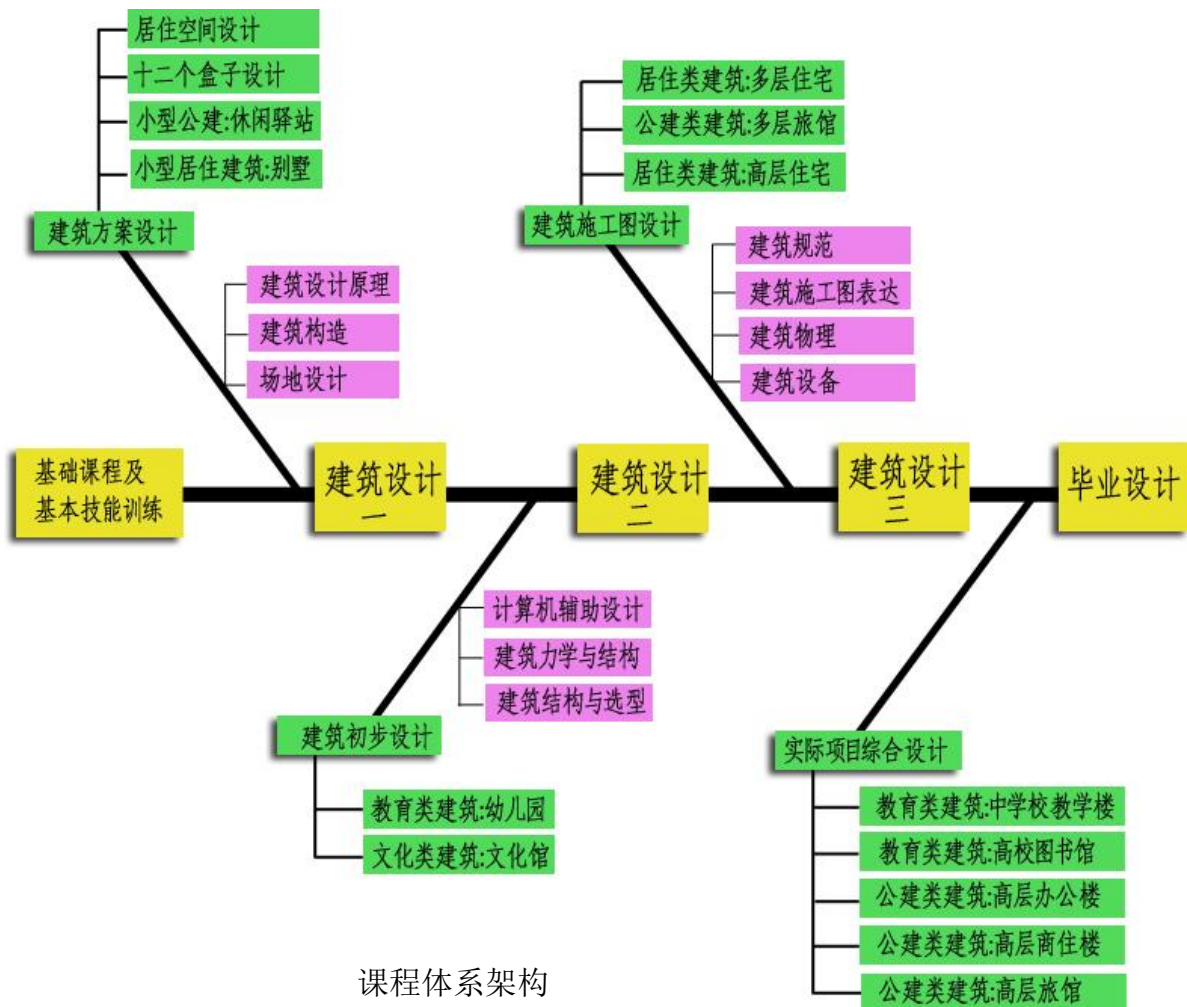 居住空间设计
十二个盒子设计
小型公建:休闲驿站
小型居住建筑:别墅
建筑方案设计
建筑设计原理
建筑构造
场地设计
居住类建筑:多层住宅
公建类建筑:多层旅馆
居住类建筑:高层住宅
建筑施工图设计
建筑规范
建筑施工图表达
建筑物理
建筑设备
基础课程及
基本技能训练
建筑设计
一
建筑设计
二
建筑设计
三
毕业设计
计算机辅助设计
建筑力学与结构
建筑结构与选型
建筑初步设计
教育类建筑:幼儿园
文化类建筑:文化馆
实际项目综合设计
教育类建筑:中学校教学楼
教育类建筑:高校图书馆
公建类建筑:高层办公楼
公建类建筑:高层商住楼
公建类建筑:高层旅馆
课程体系架构